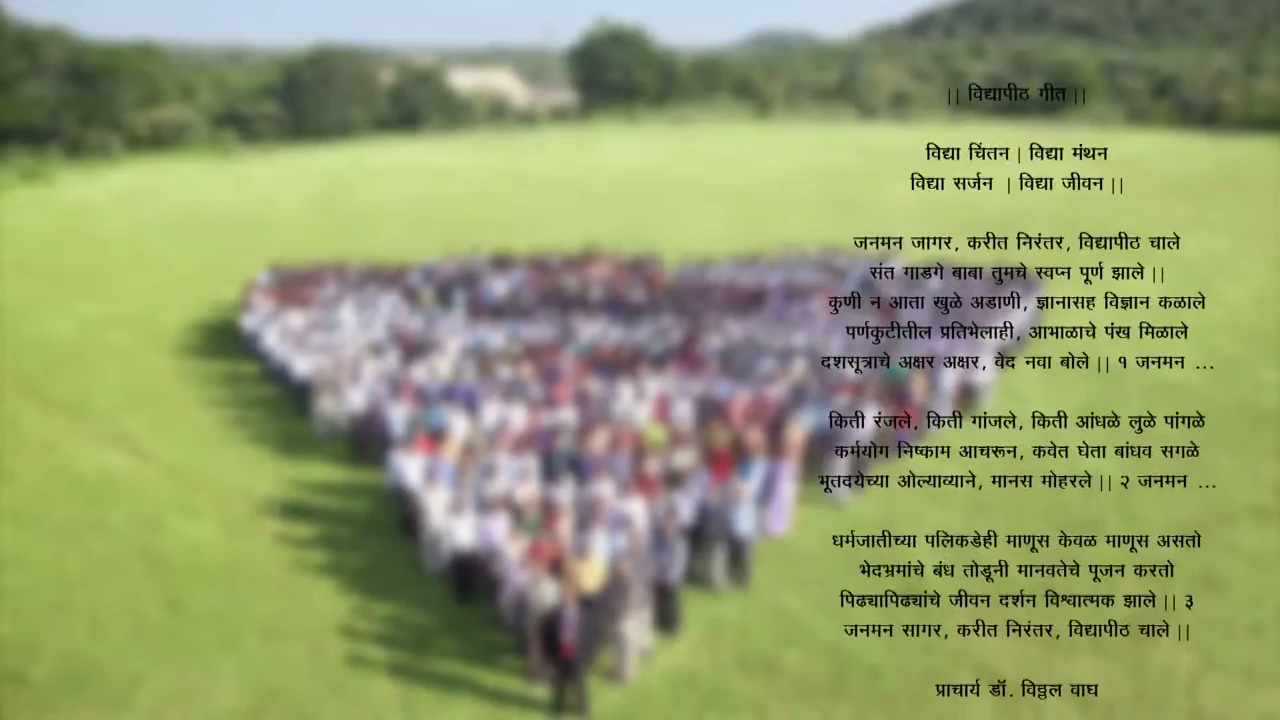 || विद्यापीठ गीत ||
विद्या चिंतन | विद्या मंथन
विद्या सर्जन | विद्या जीवन ||
जनमन जागर, करीत निरंतर, विद्यापीठ चाले
संत गाडगे बाबा तुमचे स्वप्न पूर्ण झाले ||
कुणी न आता खुळे अडाणी, ज्ञानासह विज्ञान कळाले
पर्णकुटीतील प्रतिभेलाही, आभाळाचे पंख मिळाले
दशसूत्राचे अक्षर अक्षर, वेद नवा बोले || १ जनमन ...
किती रंजले, किती गांजले, किती आंधळे लुळे पांगळे
कर्मयोग निष्काम आचरून, कवेत घेता बांधव सगळे
भूतदयेच्या ओल्याव्याने, मानस मोहरले || २ जनमन ...
धर्मजातीच्या पलिकडेही माणूस केवळ माणूस असतो
भेदभ्रमांचे बंध तोडूनी मानवतेचे पूजन करतो
पिढ्यापिढ्यांचे जीवन दर्शन विश्वात्मक झाले || ३
जनमन सागर, करीत निरंतर, विद्यापीठ चाले ||
प्राचार्य डॉ. विठ्ठल वाघ